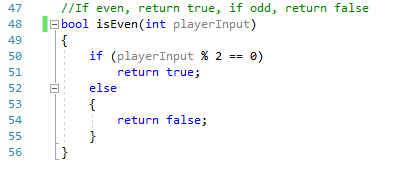 47 //If even, return true, if odd, return false
48 bool isEven(int playerInput)
49 {
50     if (playerInput % 2 == 0)
51         return true;
52     else
53     {
54         return false;
55     }
56 }